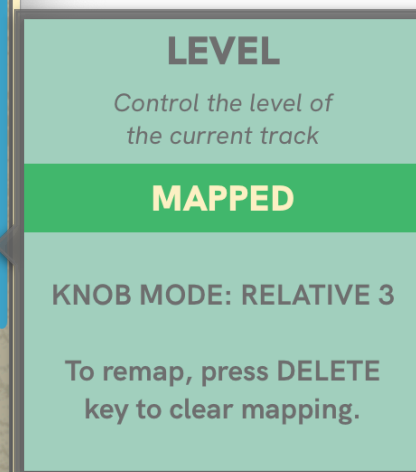 LEVEL
Control the level of
the current track
MAPPED
KNOB MODE: RELATIVE 3
To remap, press DELETE
key to clear mapping.